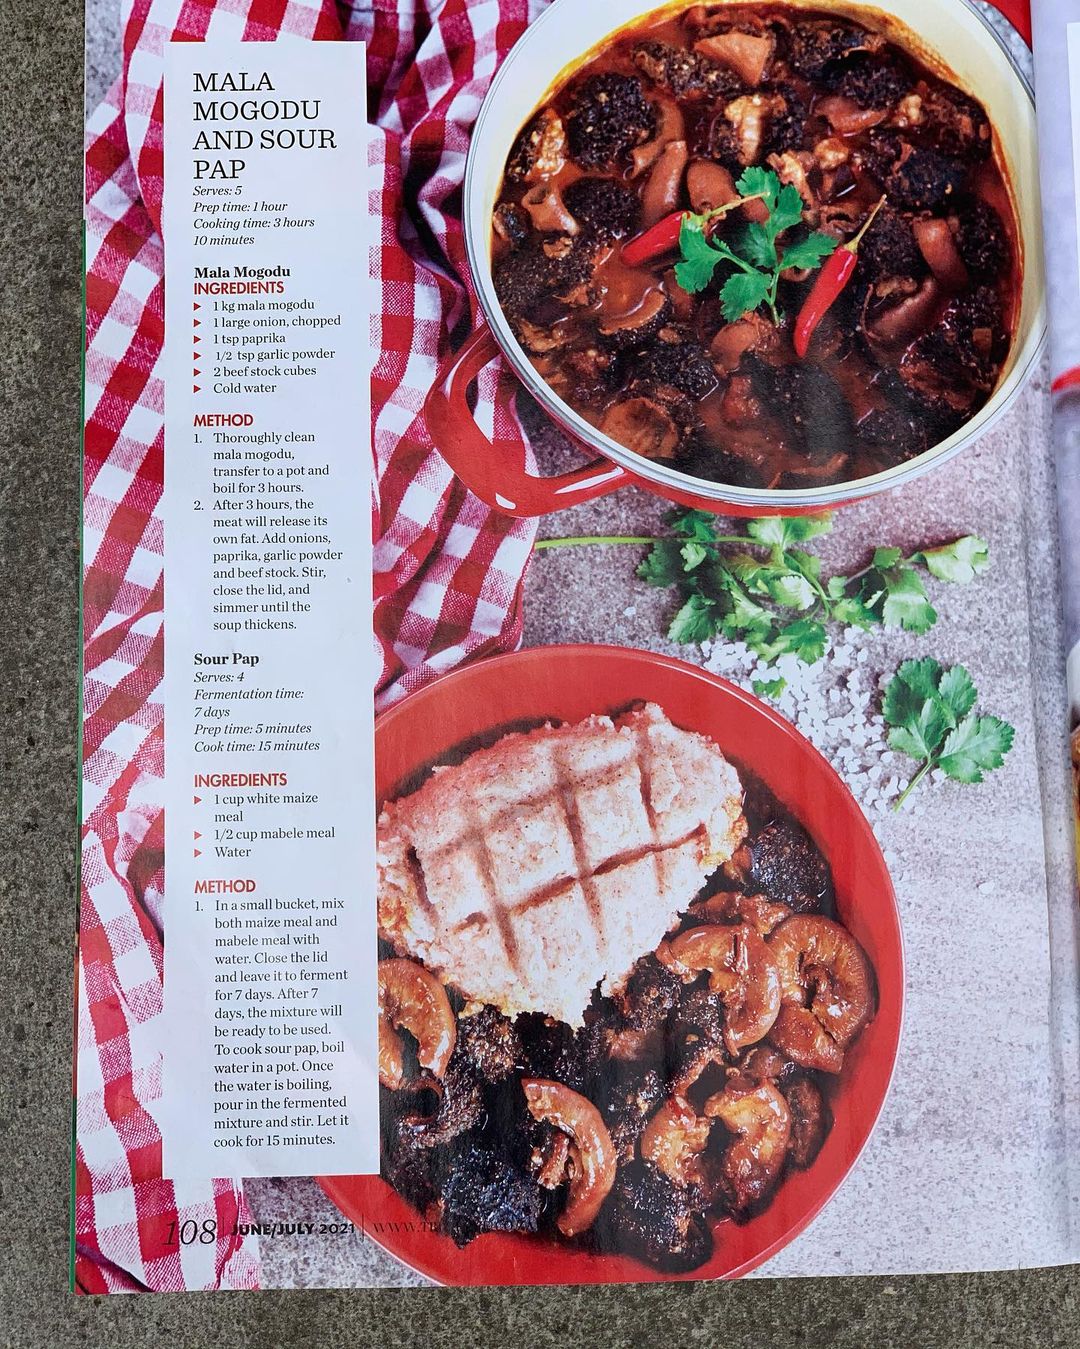 MALA
MOGODU
AND SOUR
PAP
Serves: 5
Prep time: 1 hour
Cooking time: 3 hours
10 minutes
Mala Mogodu
INGREDIENTS
▶ 1 kg mala mogodu
▶ 1 large onion, chopped
▶ 1 tsp paprika
▶ 1/2 tsp garlic powder
▶ 2 beef stock cubes
▶ Cold water
METHOD
1. Thoroughly clean
mala mogodu,
transfer to a pot and
boil for 3 hours.
2. After 3 hours, the
meat will release its
own fat. Add onions,
paprika, garlic powder
and beef stock. Stir,
close the lid, and
simmer until the
soup thickens.
Sour Pap
Serves: 4
Fermentation time:
7 days
Prep time: 5 minutes
Cook time: 15 minutes
INGREDIENTS
▶ 1 cup white maize
meal
▶ 1/2 cup mabele meal
▶ Water
METHOD
1. In a small bucket, mix
both maize meal and
mabele meal with
water. Close the lid
and leave it to ferment
for 7 days. After 7
days, the mixture will
be ready to be used.
To cook sour pap, boil
water in a pot. Once
the water is boiling,
pour in the fermented
mixture and stir. Let it
cook for 15 minutes.
108 | JUNE/JULY 2021 |